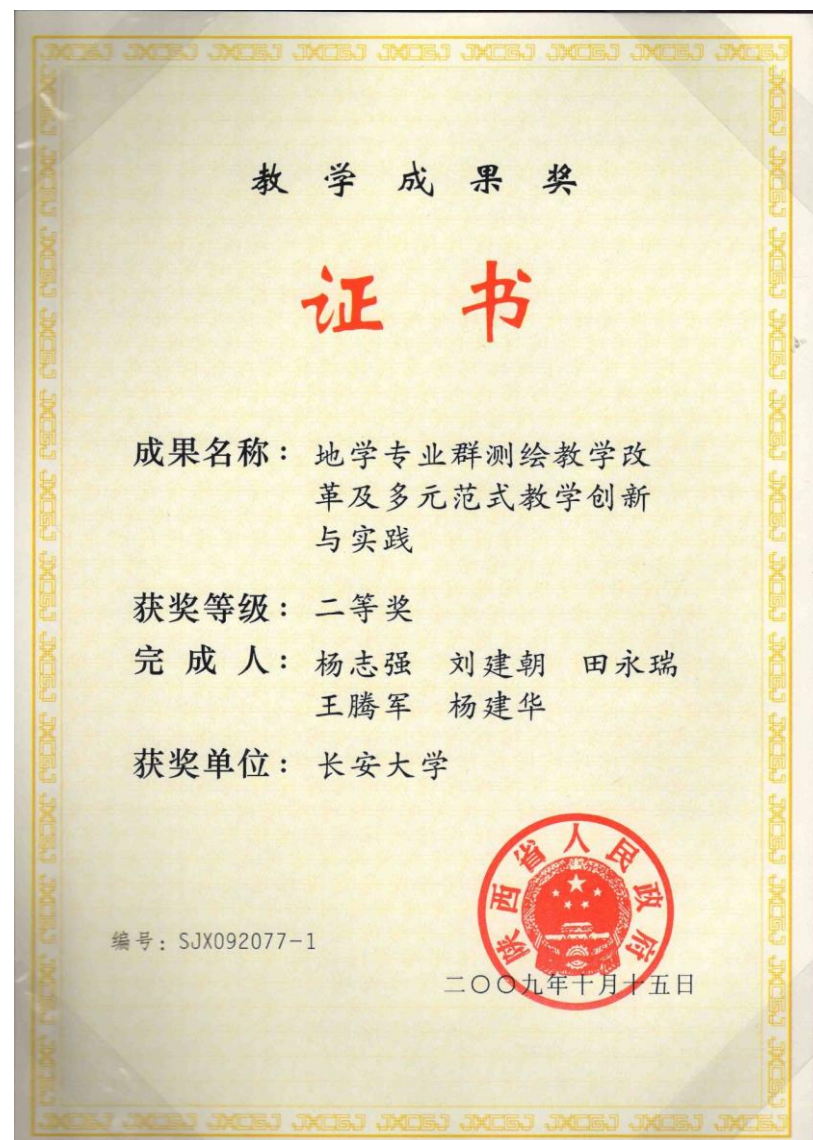 教学成果奖
证书
成果名称：地学专业群测绘教学改
革及多元范式教学创新
与实践
获奖等级：二等奖
完成人：杨志强 刘建朝 田永瑞
王腾军 杨建华
获奖单位：长安大学
陕西省人民政府
编号：SJX092077-1
二〇〇九年十月十五日